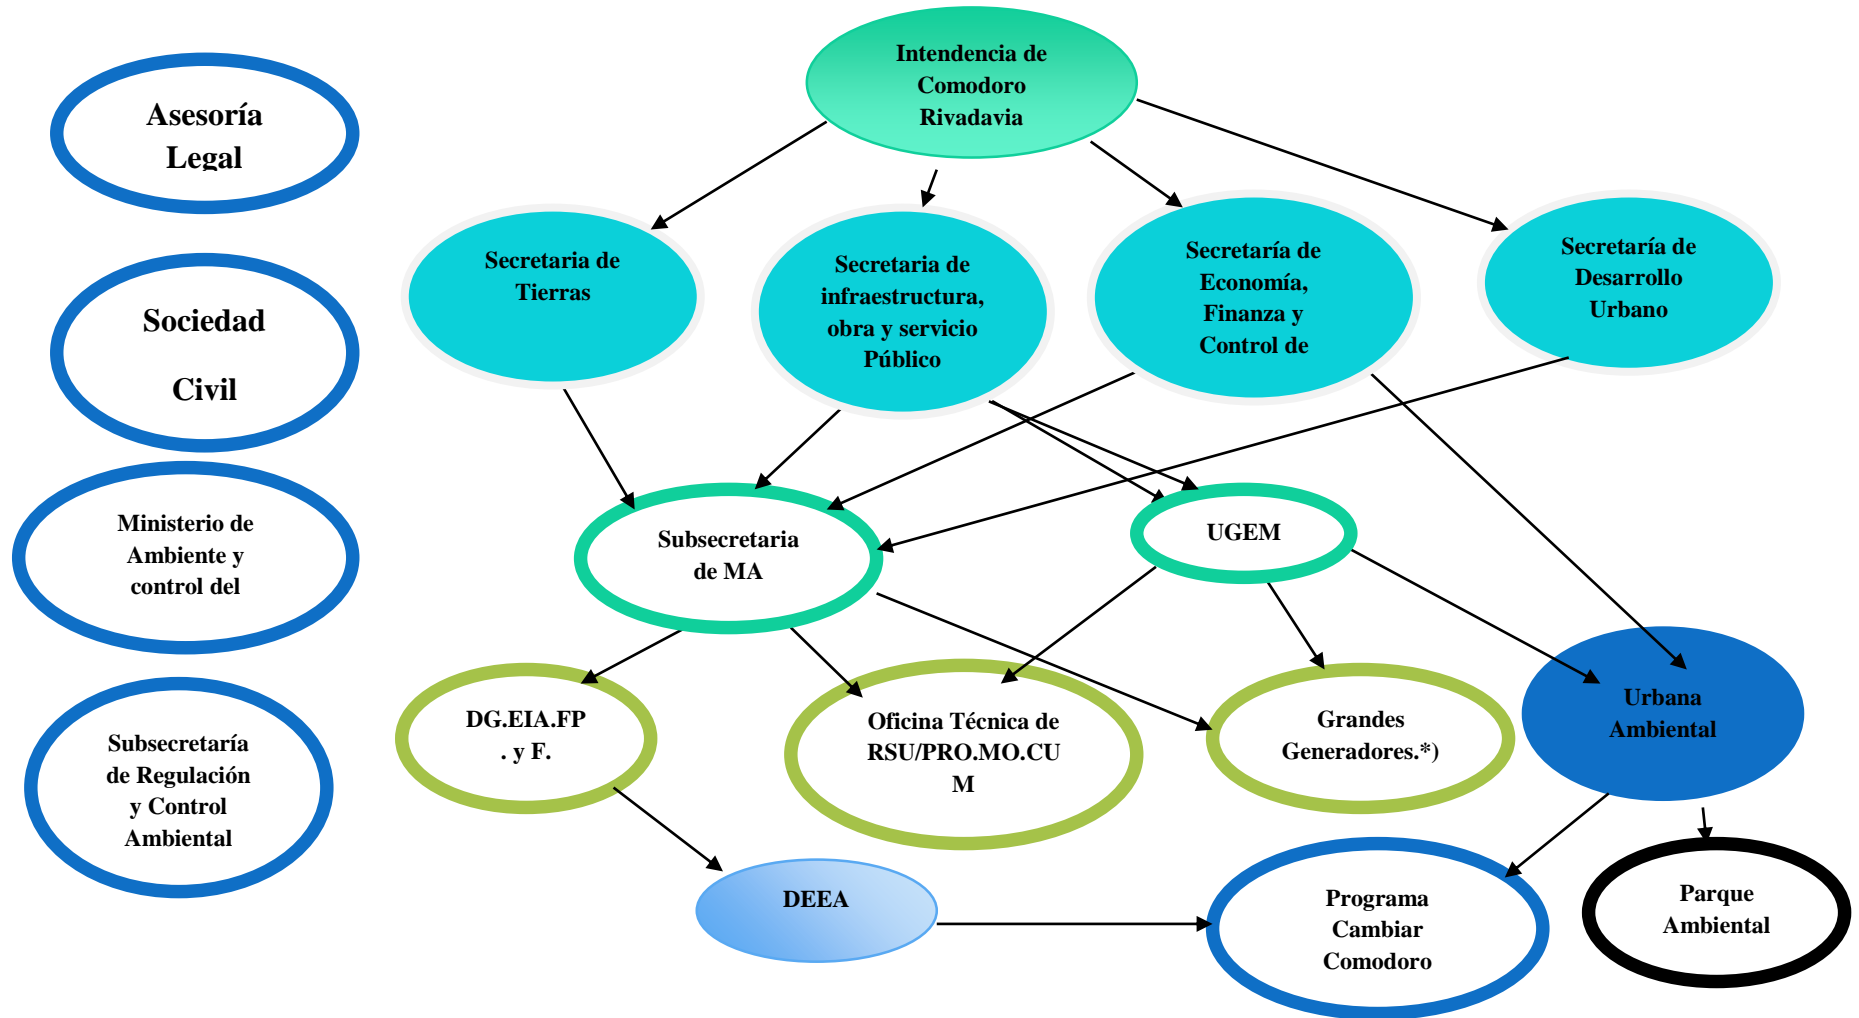 Intendencia de
Comodoro
Rivadavia
Asesoría
Legal
Secretaria de
Tierras
Secretaria de
infraestructura,
obra y servicio
Público
Secretaría de
Economía,
Finanza y
Control de
Secretaría de
Desarrollo
Urbano
Sociedad
Civil
Ministerio de
Ambiente y
control del
Subsecretaria
de MA
UGEM
Subsecretaría
de Regulación
y Control
Ambiental
DG.EIA.FP
. y F.
Oficina Técnica de
RSU/PRO.MO.CU
M
Grandes
Generadores.*)
Urbana
Ambiental
DEEA
Programa
Cambiar
Comodoro
Parque
Ambiental